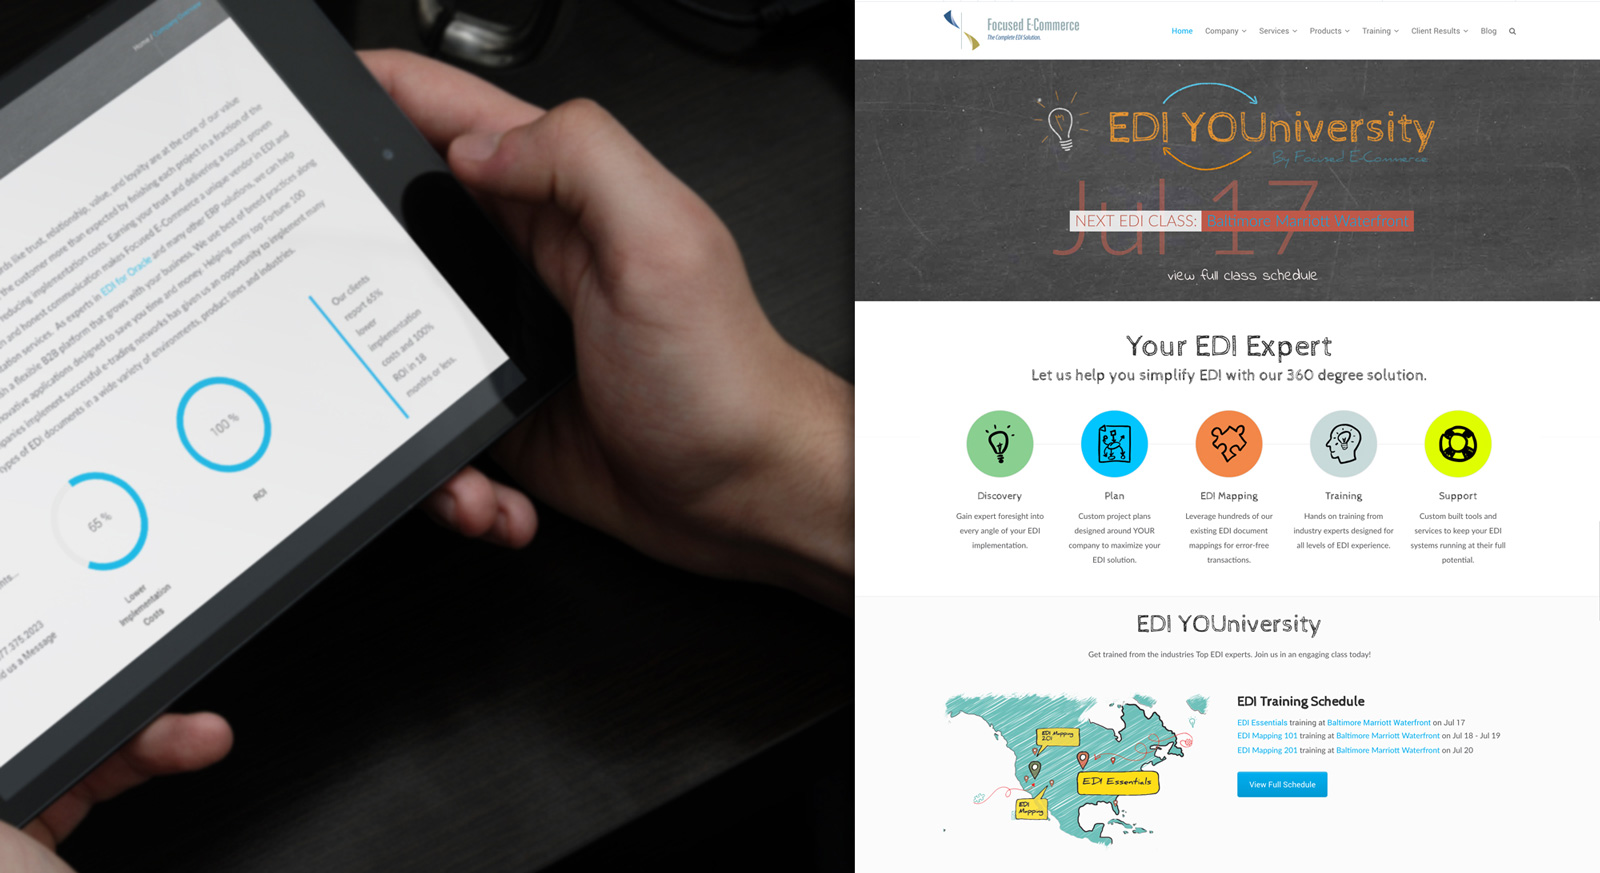 Home / Company Overview
ards like trust, relationship, value, and loyalty are at the core of our value
the customer more than expected by finishing each project in a fraction of the
reducing implementation costs. Earning your trust and delivering a sound, proven
n and honest communication makes Focused E-Commerce a unique vendor in EDI and
tation services. As experts in EDI for Oracle and many other ERP solutions, we can help
sh a flexible B2B platform that grows with your business. We use best of breed practices along
novative applications designed to save you time and money. Helping many top Fortune 100
panies implement successful e-trading networks has given us an opportunity to implement many
types of EDI documents in a wide variety of environments, product lines and industries.
Our clients
report 65%
lower
implementation
costs and 100%
ROI in 18
months or less.
100 %
ROI
65 %
Lower
Implementation
Costs
ghts...
77.375.2023
nd us a Message
Focused E-Commerce
The Complete EDI Solution.
Home Company Services Products Training Client Results Blog
EDI YOUniversity
By Focused E-Commerce
Jul 17
NEXT EDI CLASS: Baltimore Marriott Waterfront
view full class schedule
Your EDI Expert
Let us help you simplify EDI with our 360 degree solution.
Discovery
Gain expert foresight into
every angle of your EDI
implementation.
Plan
Custom project plans
designed around YOUR
company to maximize your
EDI solution.
EDI Mapping
Leverage hundreds of our
existing EDI document
mappings for error-free
transactions.
Training
Hands on training from
industry experts designed for
all levels of EDI experience.
Support
Custom built tools and
services to keep your EDI
systems running at their full
potential.
EDI YOUniversity
Get trained from the industries Top EDI experts. Join us in an engaging class today!
EDI Mapping
201
EDI Essentials
EDI
Mapping
EDI Training Schedule
EDI Essentials training at Baltimore Marriott Waterfront on Jul 17
EDI Mapping 101 training at Baltimore Marriott Waterfront on Jul 18 - Jul 19
EDI Mapping 201 training at Baltimore Marriott Waterfront on Jul 20
View Full Schedule